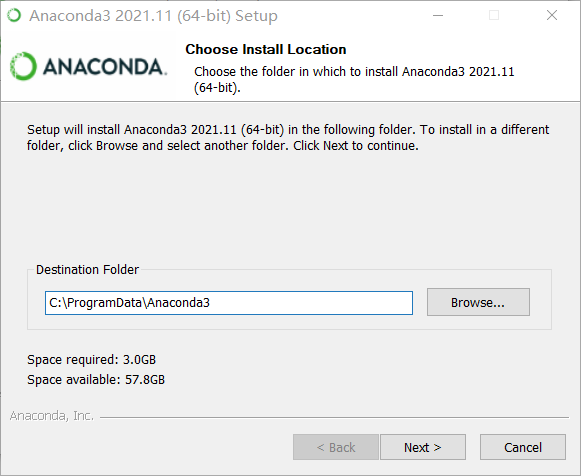 Anaconda3 2021.11 (64-bit) Setup
ANACONDA.
Choose Install Location
Choose the folder in which to install Anaconda3 2021.11
(64-bit).
Setup will install Anaconda3 2021.11 (64-bit) in the following folder. To install in a different
folder, click Browse and select another folder. Click Next to continue.
Destination Folder
C:\ProgramData\Anaconda3
Browse...
Space required: 3.0GB
Space available: 57.8GB
Anaconda, Inc.
< Back
Next >
Cancel